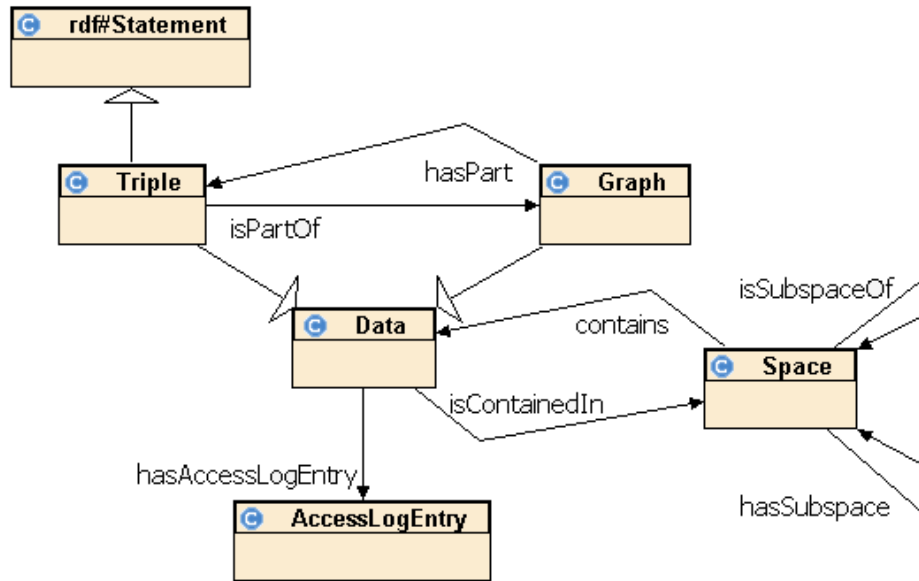 rdf#Statement
Triple
hasPart
Graph
isPartOf
Data
contains
isSubspaceOf
Space
isContainedIn
hasAccessLogEntry
hasSubspace
AccessLogEntry